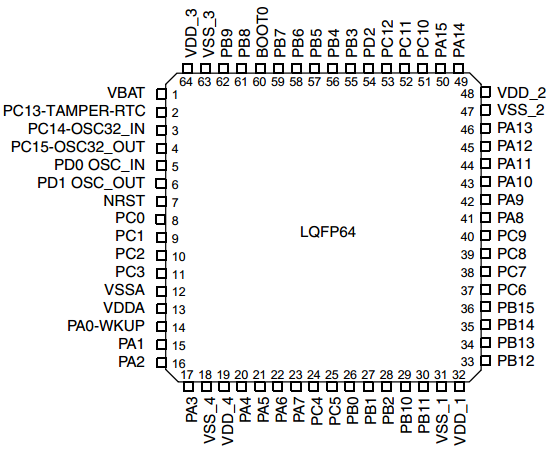 VDD_3
VSS_3
PB9
PB8
BOOT0
PB7
PB6
PB5
PB4
PB3
PD2
PC12
PC11
PC10
PA15
PA14
64 63 62 61 60 59 58 57 56 55 54 53 52 51 50 49
VBAT 1 48 VDD_2
PC13-TAMPER-RTC 2 47 VSS_2
PC14-OSC32_IN 3 46 PA13
PC15-OSC32_OUT 4 45 PA12
PD0 OSC_IN 5 44 PA11
PD1 OSC_OUT 6 43 PA10
NRST 7 42 PA9
PC0 8 41 PA8
PC1 9 LQFP64 40 PC9
PC2 10 39 PC8
PC3 11 38 PC7
VSSA 12 37 PC6
VDDA 13 36 PB15
PA0-WKUP 14 35 PB14
PA1 15 34 PB13
PA2 16 33 PB12
17 18 19 20 21 22 23 24 25 26 27 28 29 30 31 32
PA3
VSS_4
VDD_4
PA4
PA5
PA6
PA7
PC4
PC5
PB0
PB1
PB2
PB10
PB11
VSS_1
VDD_1